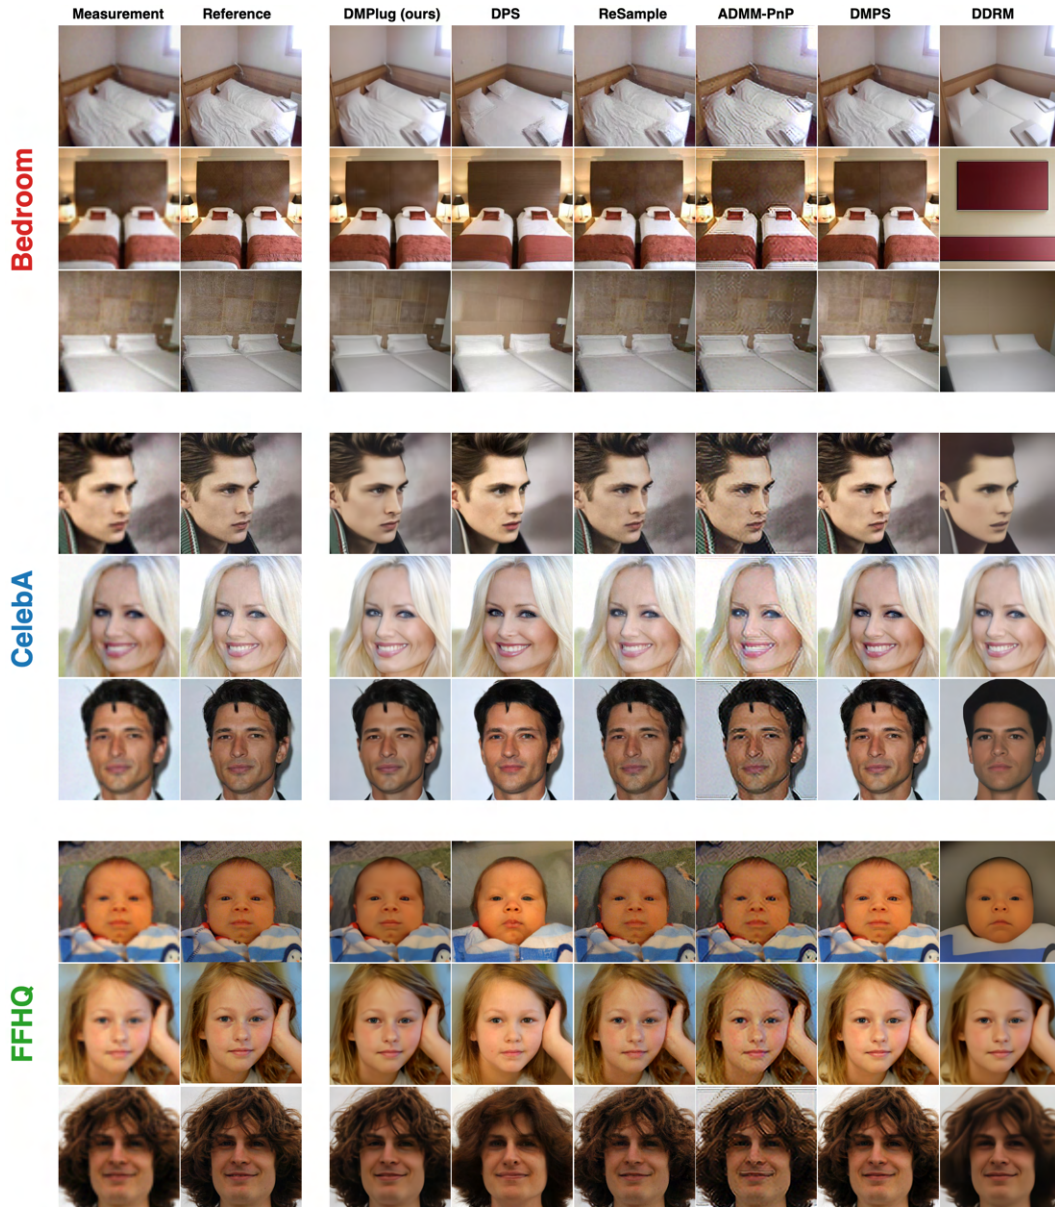 Measurement Reference DMPlug (ours) DPS ReSample ADMM-PnP DMPS DDRM
Bedroom
CelebA
FFHQ